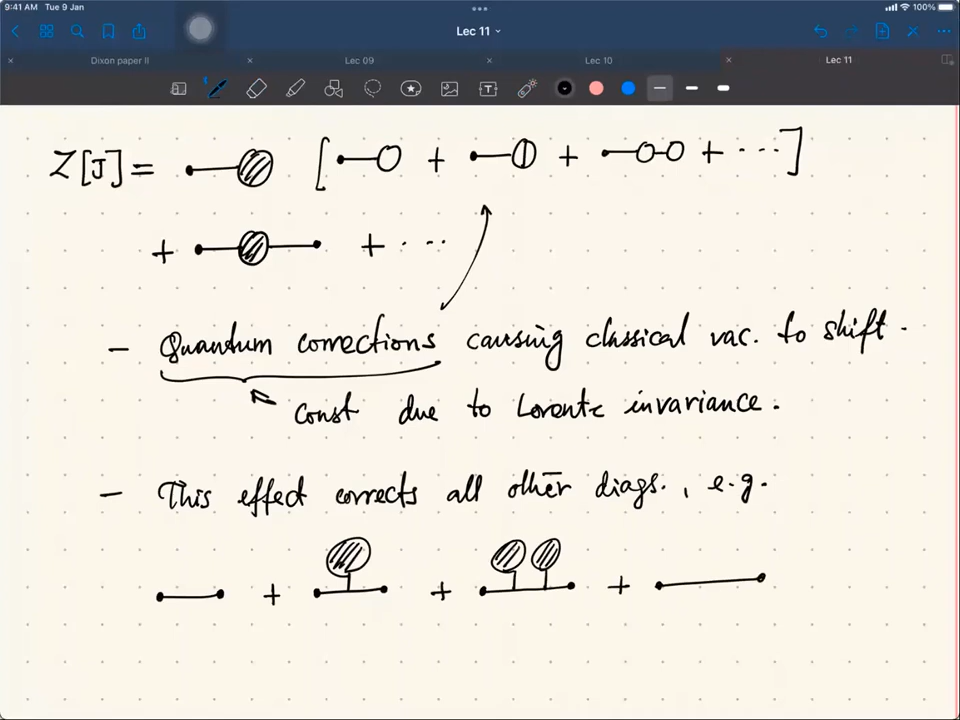 9:41 AM Tue 9 Jan
100%
Lec 11
Dixon paper II
Lec 09
Lec 10
Lec 11
Z[J] = [ + + + ··· ]
+ + ···
- Quantum corrections causing classical vac. to shift.
const due to Lorentz invariance.
- This effect corrects all other diags., e.g.
+ + +